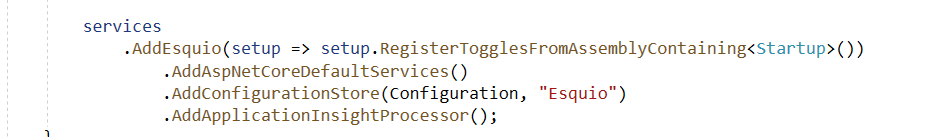 services
.AddEsquio(setup => setup.RegisterTogglesFromAssemblyContaining<Startup>())
.AddAspNetCoreDefaultServices()
.AddConfigurationStore(Configuration, "Esquio")
.AddApplicationInsightProcessor();
}